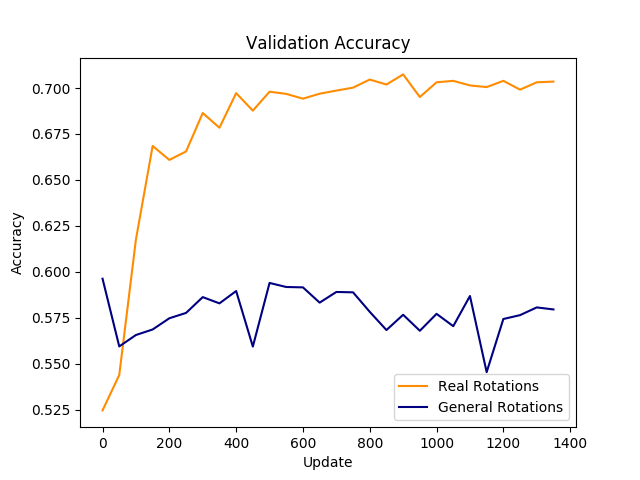 Validation Accuracy
Accuracy
0.700
0.675
0.650
0.625
0.600
0.575
0.550
0.525
0 200 400 600 800 1000 1200 1400
Update
Real Rotations
General Rotations